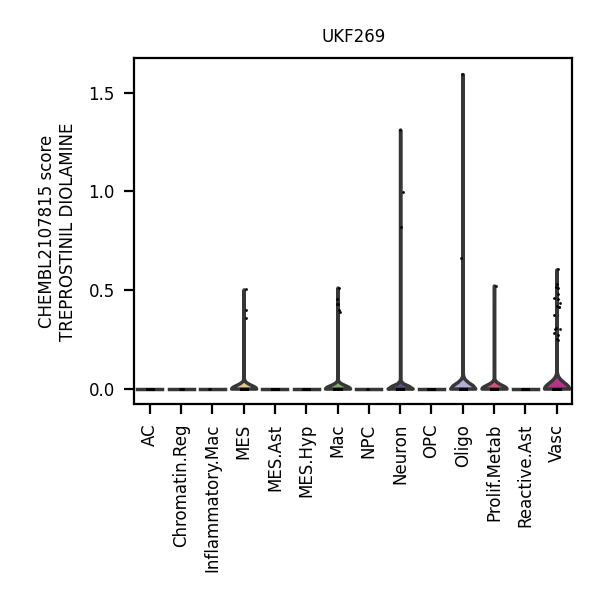 UKF269
CHEMBL2107815 score
TREPROSTINIL DIOLAMINE
1.5
1.0
0.5
0.0
AC
Chromatin.Reg
Inflammatory.Mac
MES
MES.Ast
MES.Hyp
Mac
NPC
Neuron
OPC
Oligo
Prolif.Metab
Reactive.Ast
Vasc